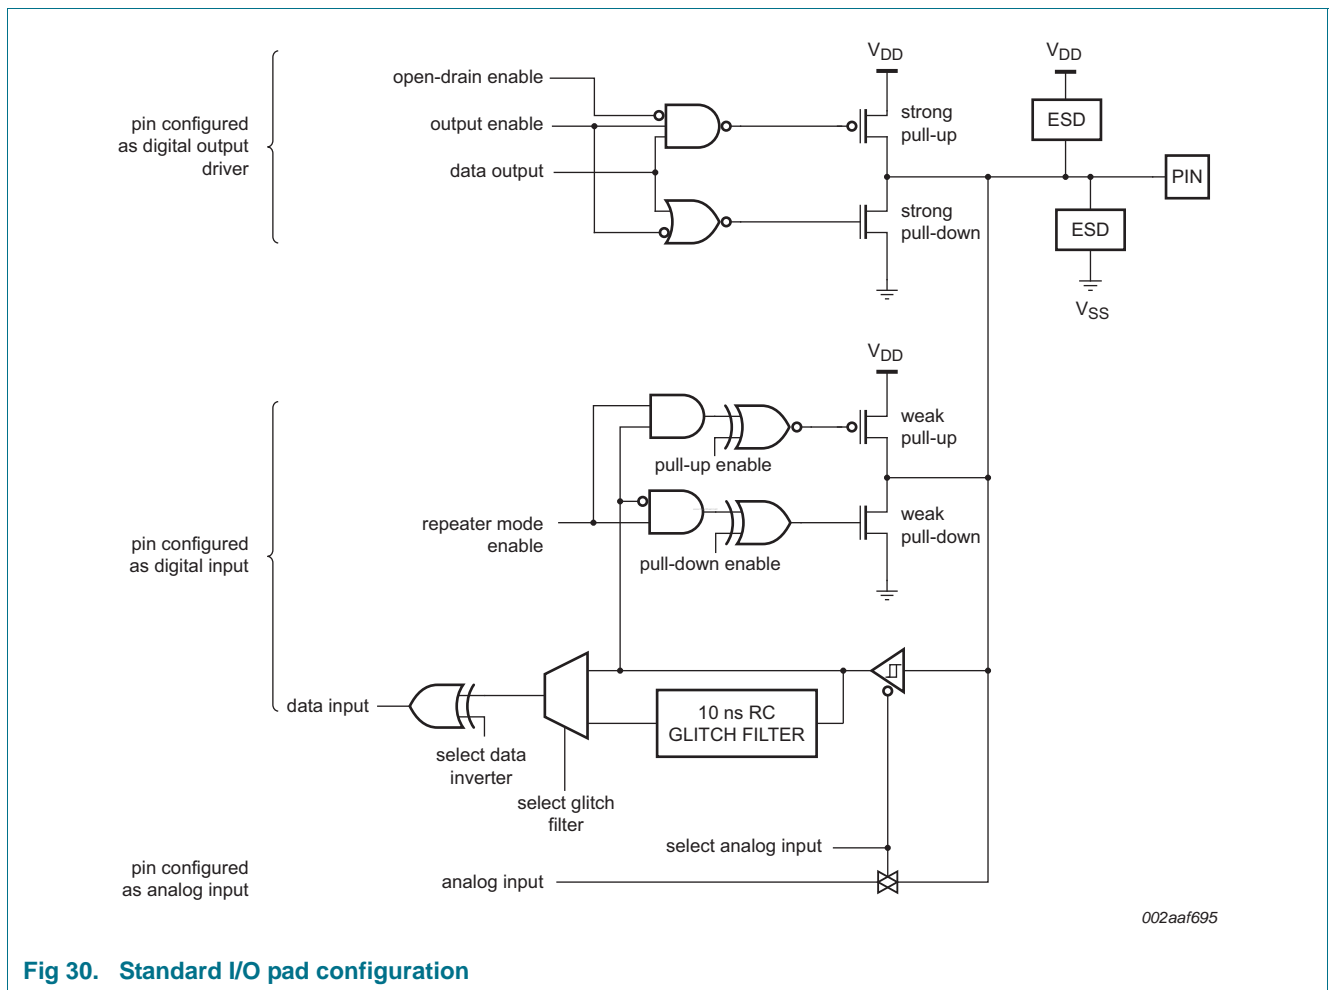 pin configured
as digital output
driver
open-drain enable
output enable
data output
VDD
strong
pull-up
strong
pull-down
VDD
ESD
PIN
ESD
VSS
pin configured
as digital input
VDD
weak
pull-up
pull-up enable
repeater mode
enable
pull-down enable
weak
pull-down
data input
select data
inverter
select glitch
filter
10 ns RC
GLITCH FILTER
select analog input
pin configured
as analog input
analog input
002aaf695
Fig 30. Standard I/O pad configuration